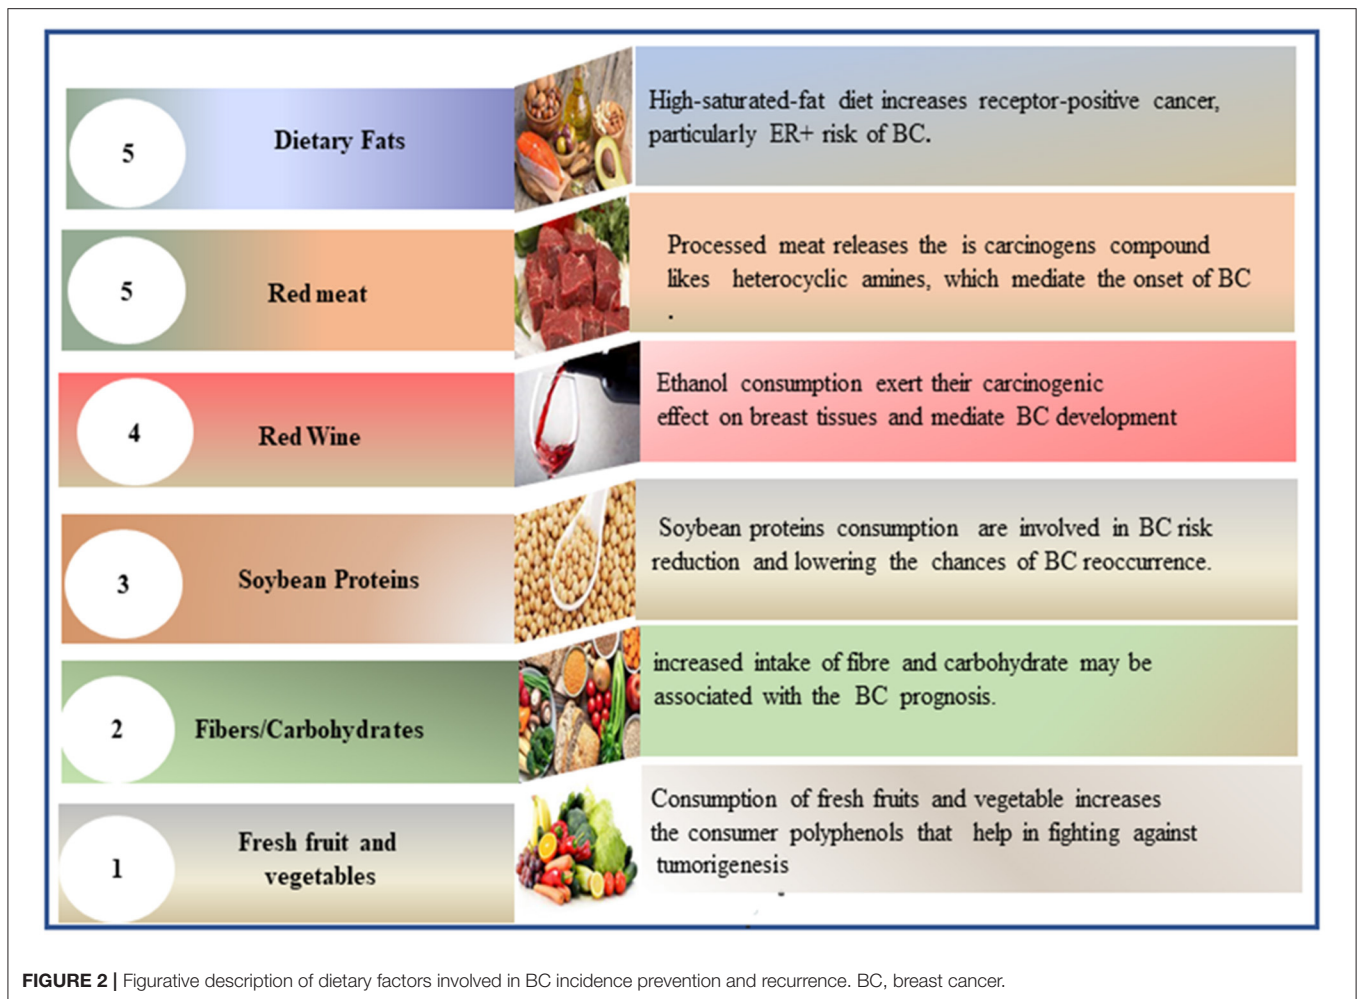 5
Dietary Fats
High-saturated-fat diet increases receptor-positive cancer,
particularly ER+ risk of BC.
5
Red meat
Processed meat releases the is carcinogens compound
likes heterocyclic amines, which mediate the onset of BC
.
4
Red Wine
Ethanol consumption exert their carcinogenic
effect on breast tissues and mediate BC development
3
Soybean Proteins
Soybean proteins consumption are involved in BC risk
reduction and lowering the chances of BC reoccurrence.
2
Fibers/Carbohydrates
increased intake of fibre and carbohydrate may be
associated with the BC prognosis.
1
Fresh fruit and
vegetables
Consumption of fresh fruits and vegetable increases
the consumer polyphenols that help in fighting against
tumorigenesis
FIGURE 2 | Figurative description of dietary factors involved in BC incidence prevention and recurrence. BC, breast cancer.